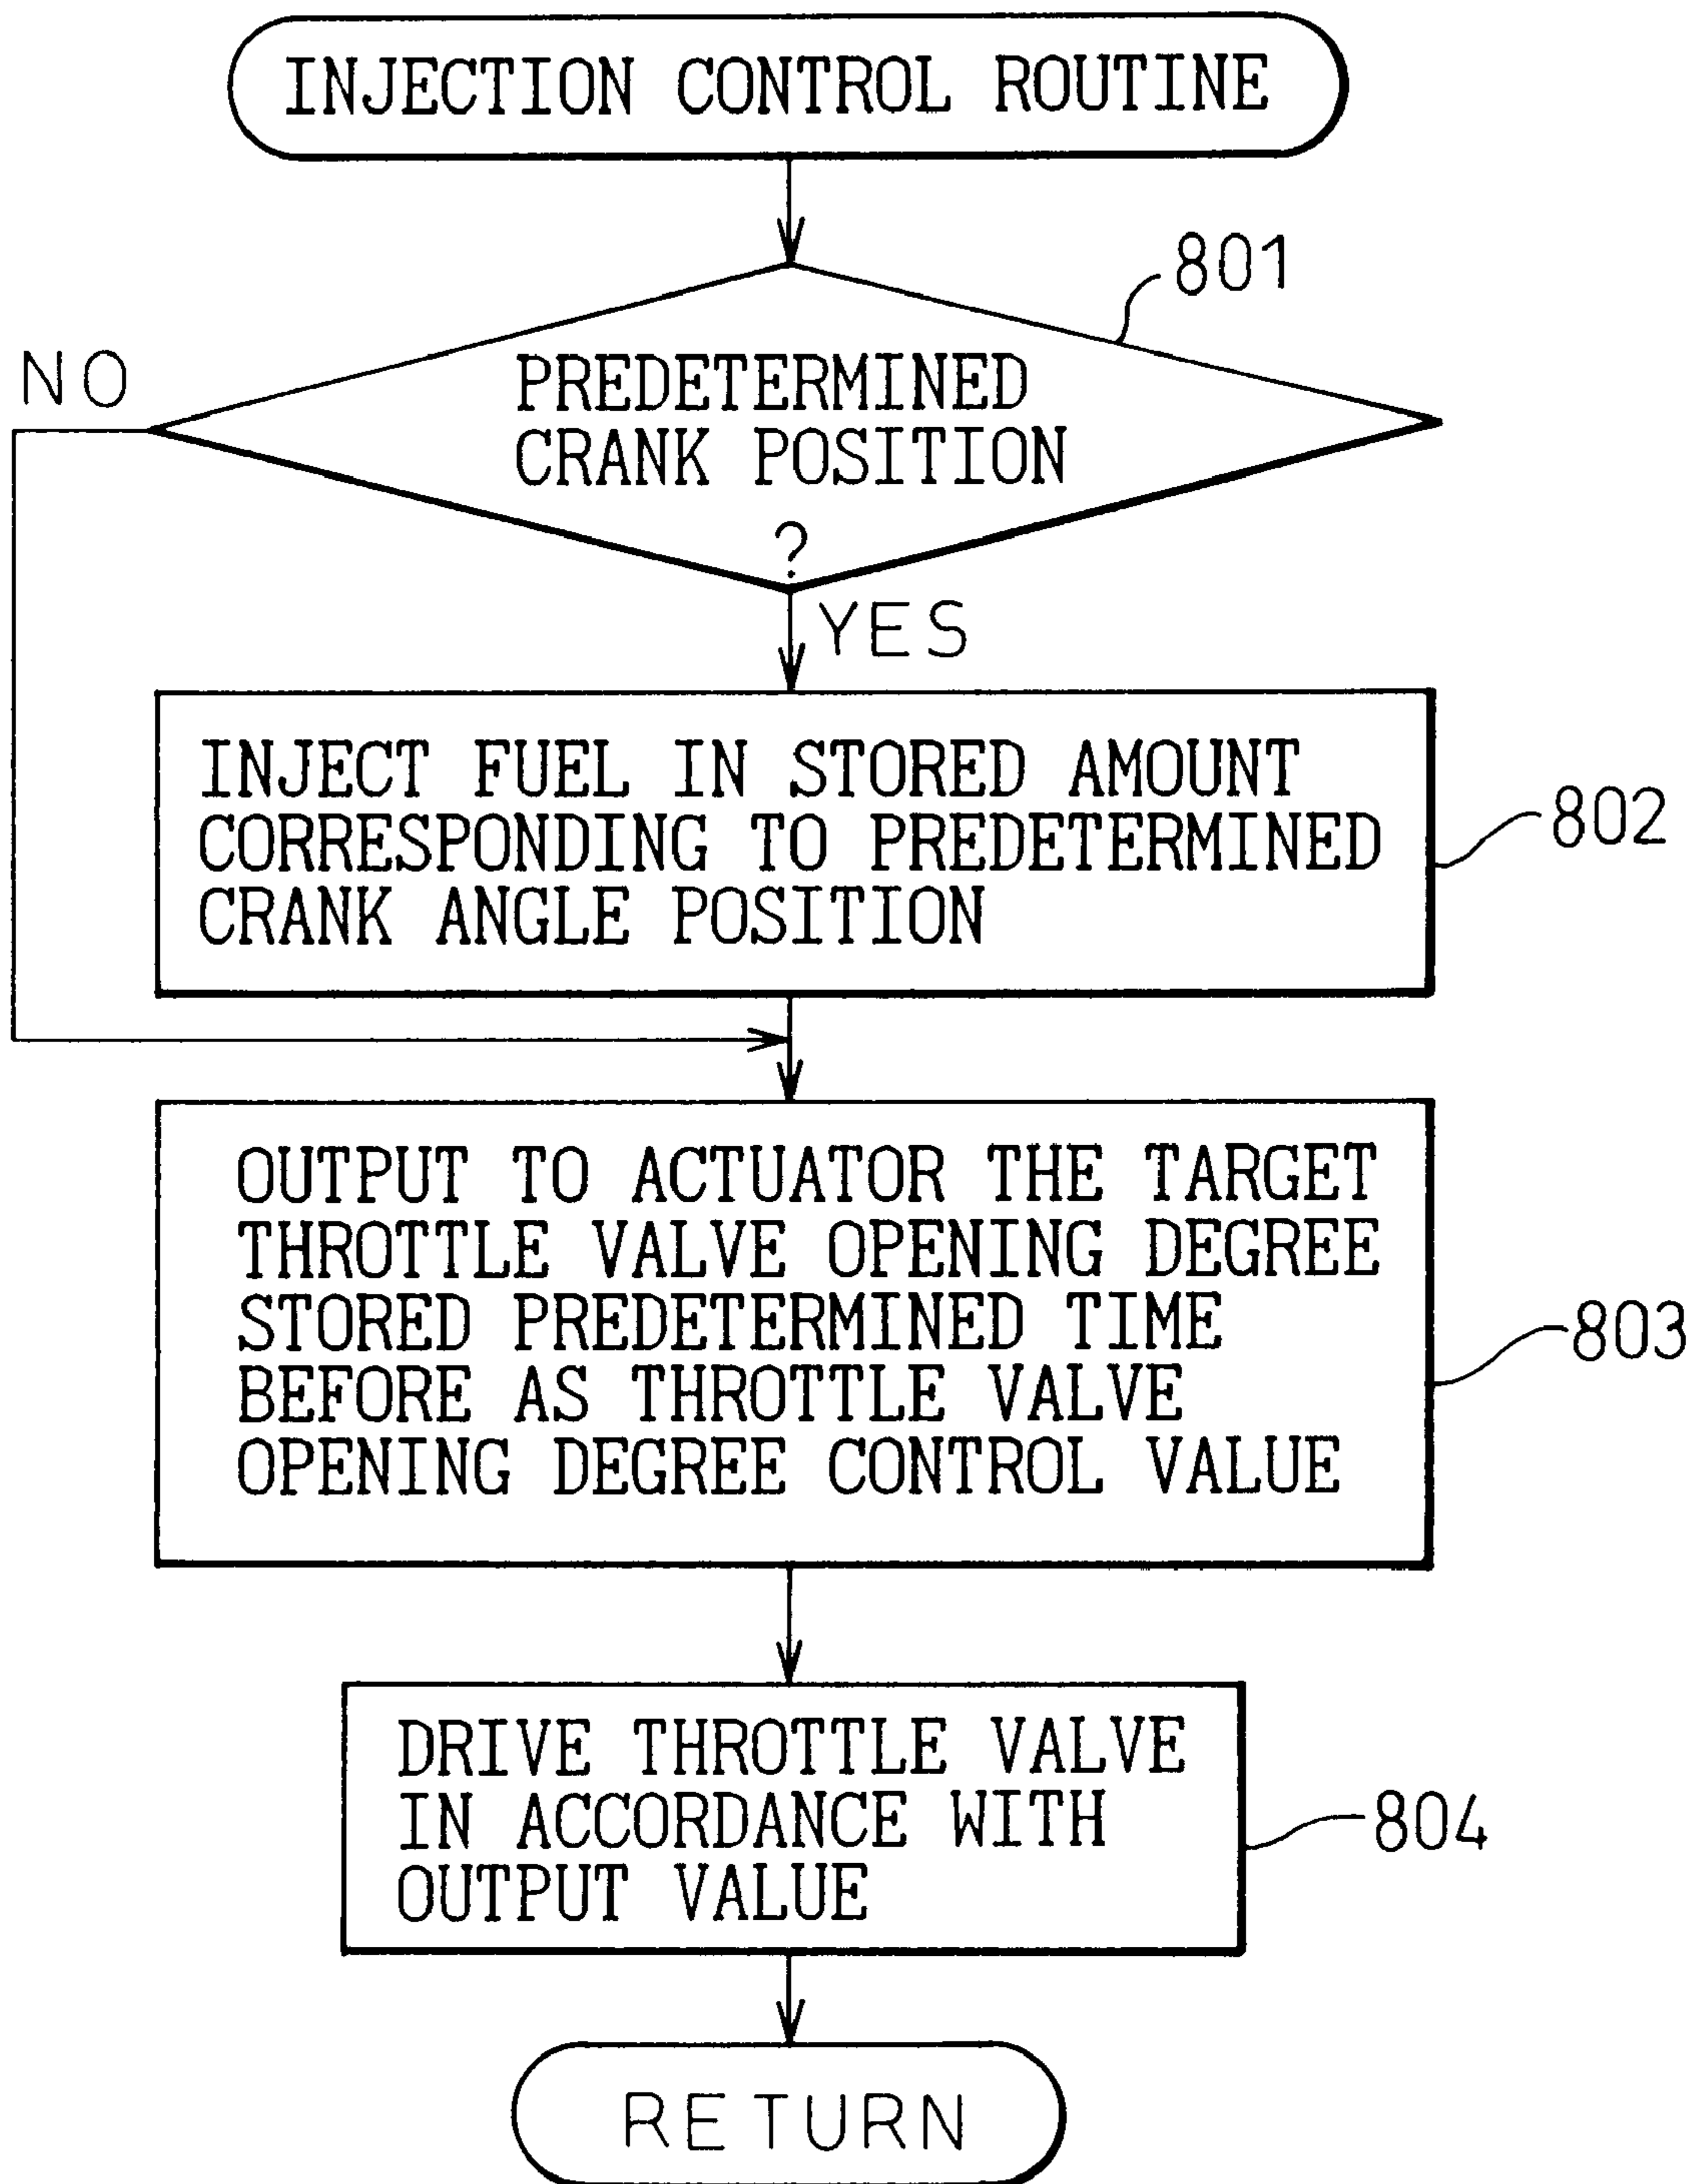 INJECTION CONTROL ROUTINE
801
NO
PREDETERMINED
CRANK POSITION
?
YES
INJECT FUEL IN STORED AMOUNT
CORRESPONDING TO PREDETERMINED
CRANK ANGLE POSITION
802
OUTPUT TO ACTUATOR THE TARGET
THROTTLE VALVE OPENING DEGREE
STORED PREDETERMINED TIME
BEFORE AS THROTTLE VALVE
OPENING DEGREE CONTROL VALUE
803
DRIVE THROTTLE VALVE
IN ACCORDANCE WITH
OUTPUT VALUE
804
RETURN